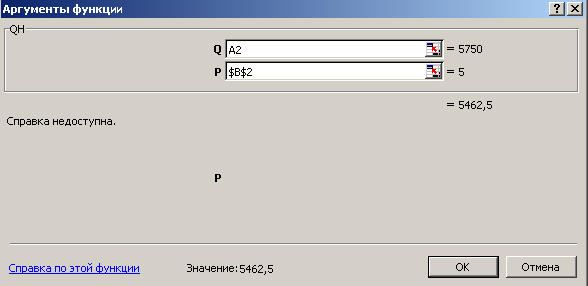 Аргументы функции
QH
Q A2 = 5750
P $B$2 = 5
= 5462,5
Справка недоступна.
P
Справка по этой функции Значение:5462,5 OK Отмена